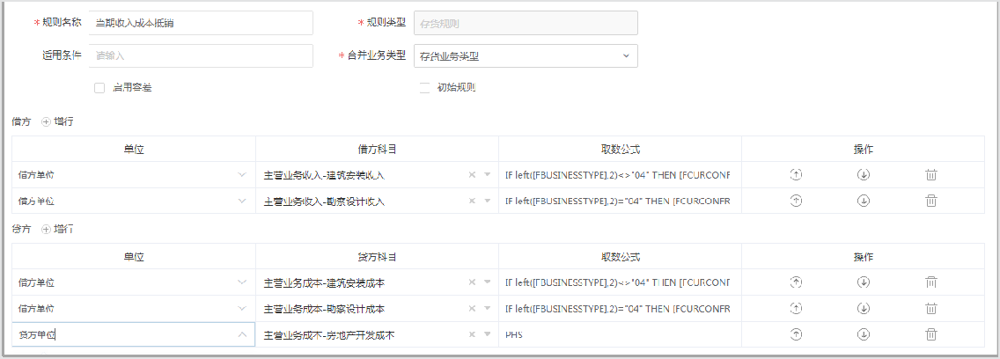 * 规则名称 当期收入成本抵销 * 规则类型 存货规则
适用条件 请输入 * 合并业务类型 存货业务类型
启用容差 初始规则
借方 增行
单位 借方科目 取数公式 操作
借方单位 主营业务收入-建筑安装收入 IF left([FBUSINESSTYPE],2)<>"04" THEN [FCURCONFR
借方单位 主营业务收入-勘察设计收入 IF left([FBUSINESSTYPE],2)="04" THEN [FCURCONFR
贷方 增行
单位 贷方科目 取数公式 操作
借方单位 主营业务成本-建筑安装成本 IF left([FBUSINESSTYPE],2)<>"04" THEN [FCURCONFR
借方单位 主营业务成本-勘察设计成本 IF left([FBUSINESSTYPE],2)="04" THEN [FCURCONFR
贷方单位 主营业务成本-房地产开发成本 PHS